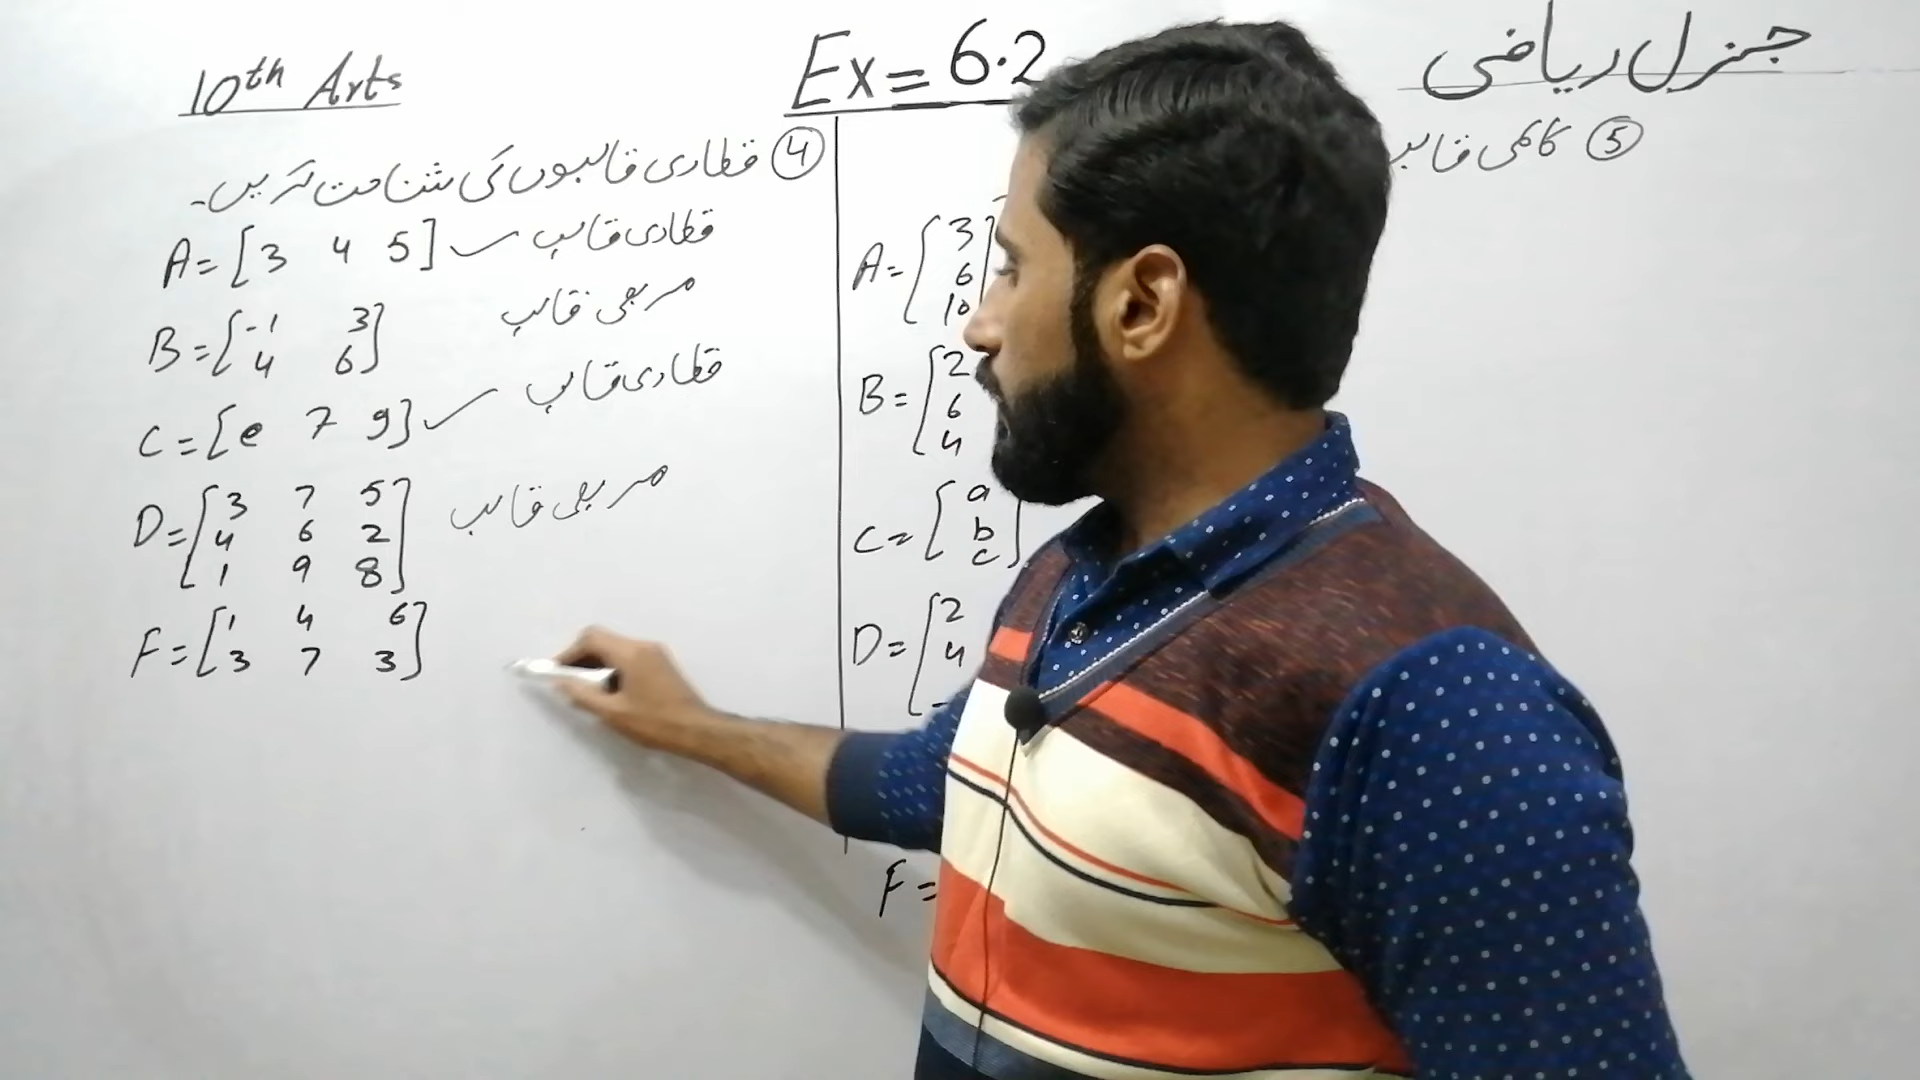 10th Arts
Ex = 6.2
جنرل ریاضی
④ قطاری قالبوں کی شناخت کریں۔
A = [3 4 5] ✓ قطاری قالب
B = [-1 3
4 6] مربعی قالب
C = [e 7 9] ✓ قطاری قالب
D = [3 7 5
4 6 2
1 9 8] مربعی قالب
F = [1 4 6
3 7 3]
⑤ کالمی
A = [3
6
10]
B = [2
6
4
C = [a
b
c]
D = [2
4
F =